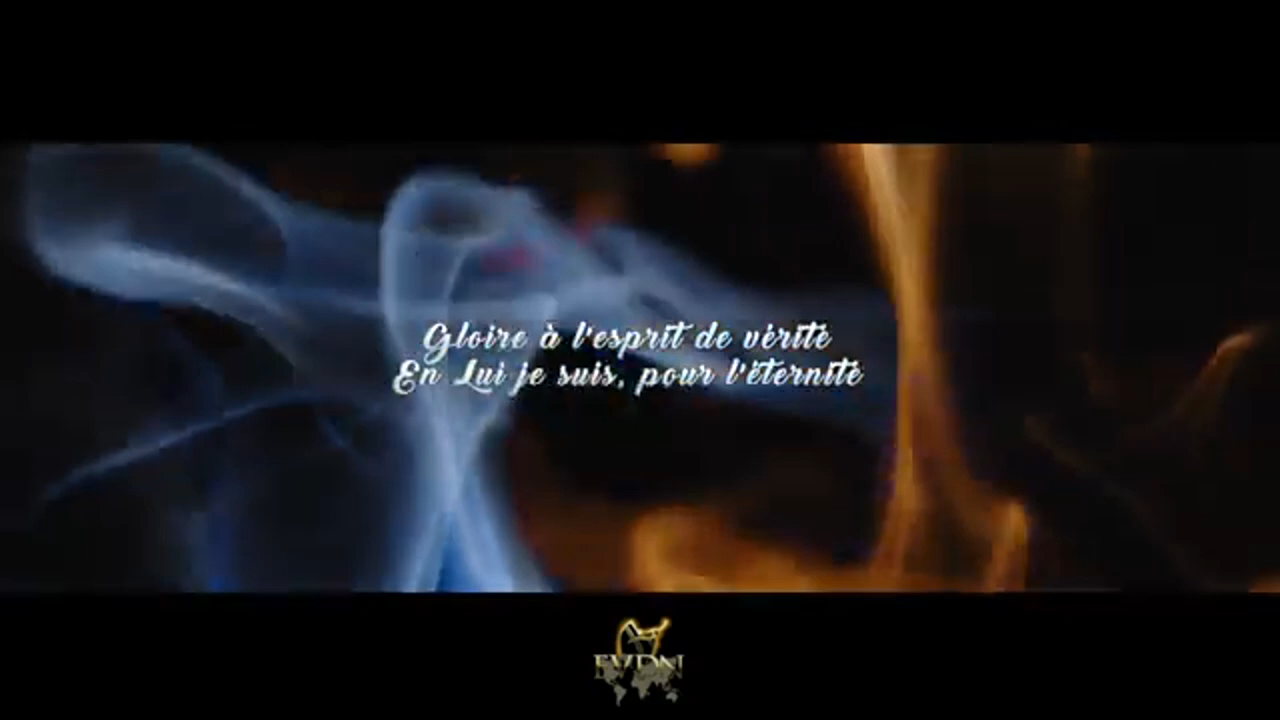 Gloire à l'esprit de vérité
En Lui je suis, pour l'éternité